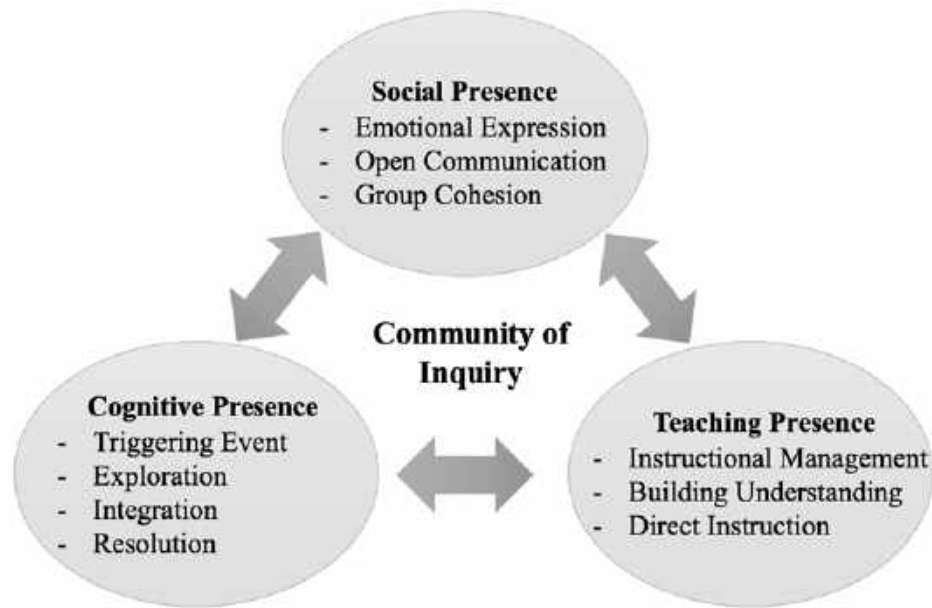 Social Presence
- Emotional Expression
- Open Communication
- Group Cohesion
Community of
Inquiry
Cognitive Presence
- Triggering Event
- Exploration
- Integration
- Resolution
Teaching Presence
- Instructional Management
- Building Understanding
- Direct Instruction